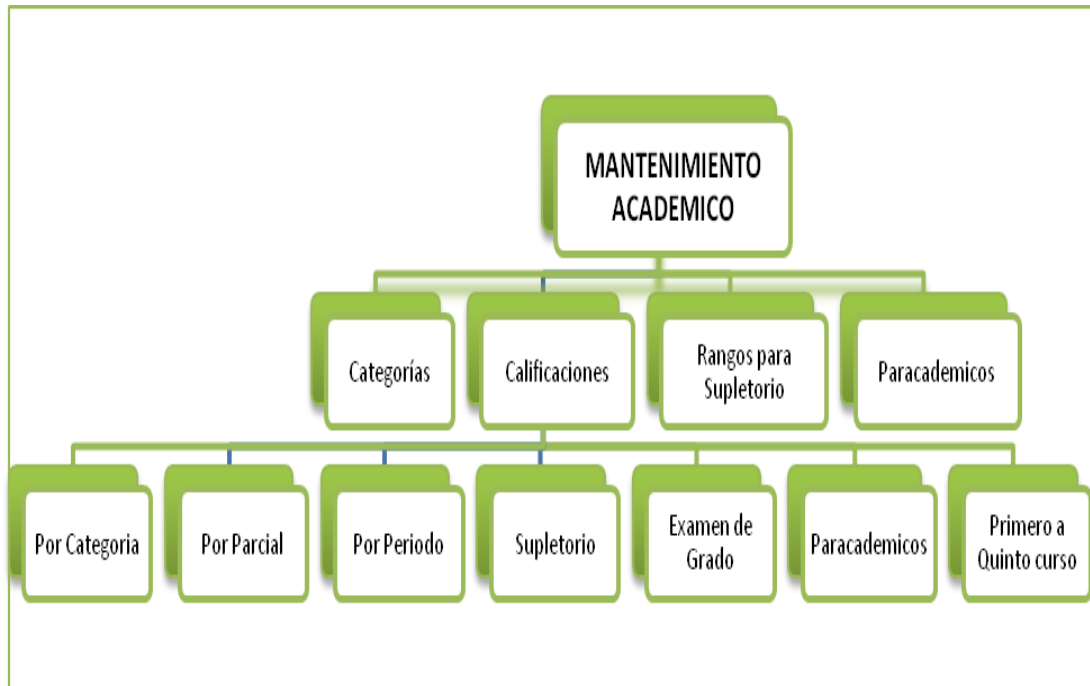 MANTENIMIENTO
ACADEMICO
Categorías
Calificaciones
Rangos para
Supletorio
Paracademicos
Por Categoria
Por Parcial
Por Periodo
Supletorio
Examen de
Grado
Paracademicos
Primero a
Quinto curso